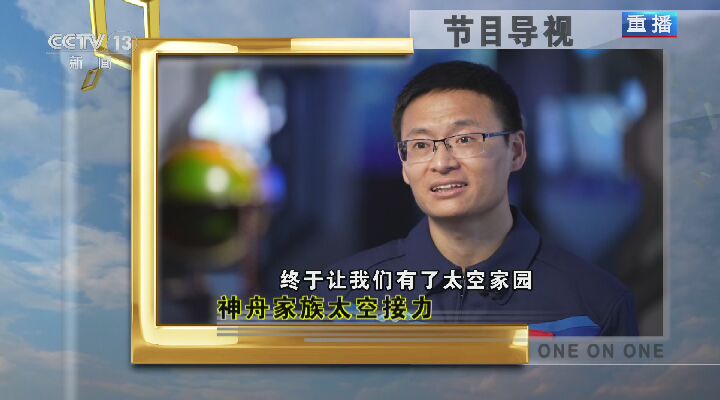 CCTV 13
新闻
节目导视
重播
终于让我们有了太空家园
神舟家族太空接力
ONE ON ONE